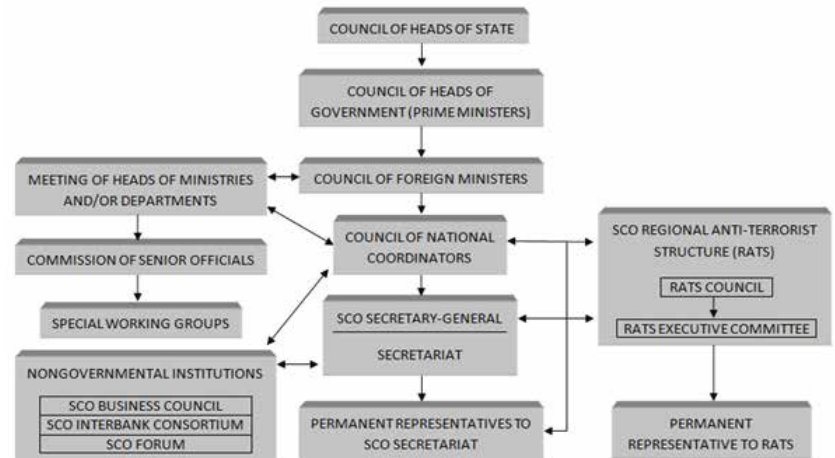 COUNCIL OF HEADS OF STATE
COUNCIL OF HEADS OF
GOVERNMENT (PRIME MINISTERS)
MEETING OF HEADS OF MINISTRIES
AND/OR DEPARTMENTS
COUNCIL OF FOREIGN MINISTERS
COMMISSION OF SENIOR OFFICIALS
COUNCIL OF NATIONAL
COORDINATORS
SCO REGIONAL ANTI-TERRORIST
STRUCTURE (RATS)
RATS COUNCIL
RATS EXECUTIVE COMMITTEE
SPECIAL WORKING GROUPS
SCO SECRETARY-GENERAL
SECRETARIAT
NONGOVERNMENTAL INSTITUTIONS
SCO BUSINESS COUNCIL
SCO INTERBANK CONSORTIUM
SCO FORUM
PERMANENT REPRESENTATIVES TO
SCO SECRETARIAT
PERMANENT
REPRESENTATIVE TO RATS